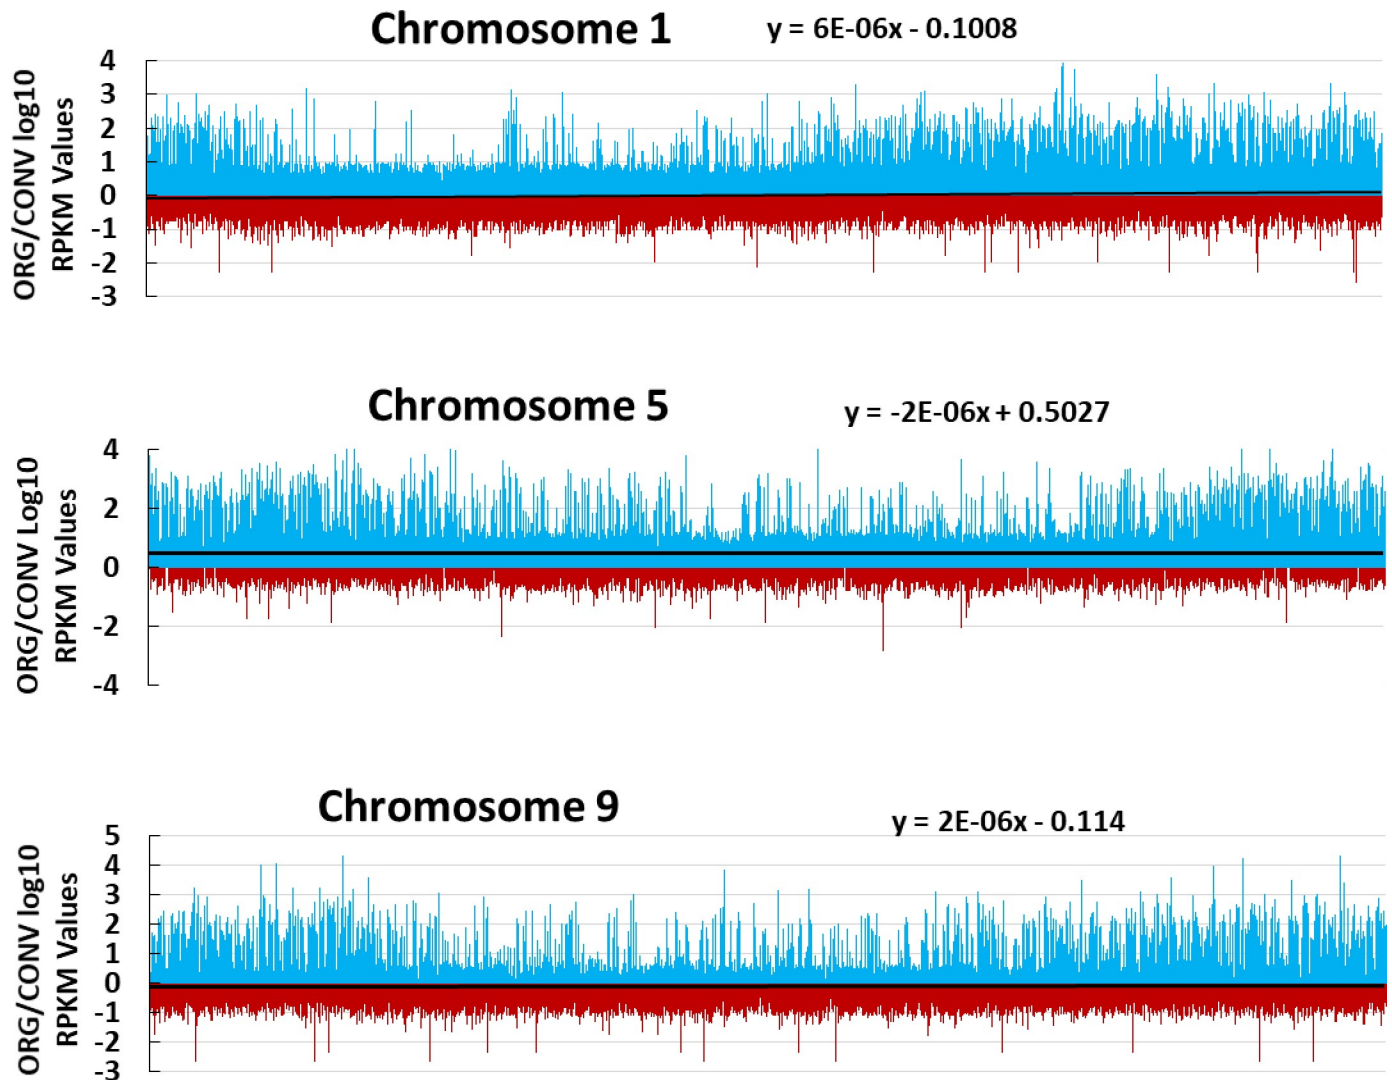 Chromosome 1
y = 6E-06x - 0.1008
ORG/CONV log10
RPKM Values
4
3
2
1
0
-1
-2
-3
Chromosome 5
y = -2E-06x + 0.5027
ORG/CONV Log10
RPKM Values
4
2
0
-2
-4
Chromosome 9
y = 2E-06x - 0.114
ORG/CONV log10
RPKM Values
5
4
3
2
1
0
-1
-2
-3